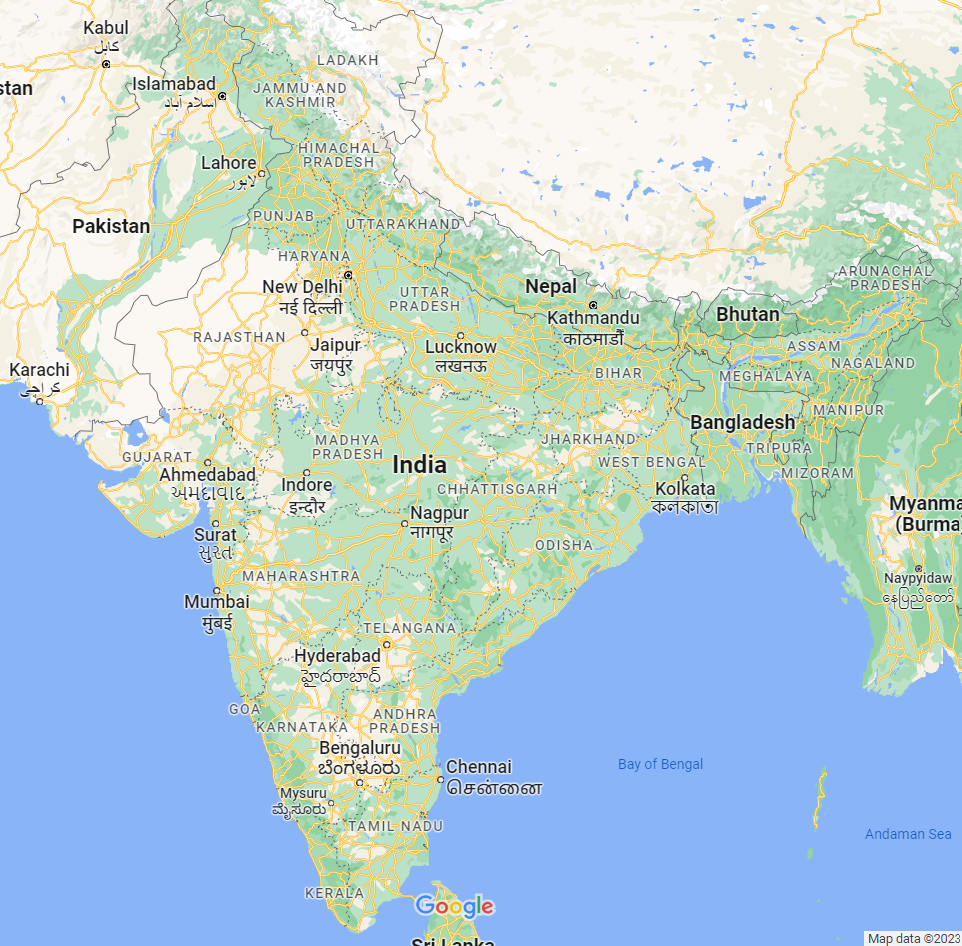 Kabul
کابل
LADAKH
stan
Islamabad
اسلام آباد
JAMMU AND
KASHMIR
HIMACHAL
PRADESH
Lahore
لاہور
PUNJAB
UTTARAKHAND
Pakistan
HARYANA
ARUNACHAL
PRADESH
New Delhi
नई दिल्ली
UTTAR
PRADESH
Nepal
Kathmandu
काठमाडौं
Bhutan
RAJASTHAN
Jaipur
जयपुर
Lucknow
लखनऊ
ASSAM
NAGALAND
Karachi
کراچی
BIHAR
MEGHALAYA
MANIPUR
Bangladesh
GUJARAT
MADHYA
PRADESH
JHARKHAND
TRIPURA
Ahmedabad
અમદાવાદ
India
WEST BENGAL
MIZORAM
Indore
इन्दौर
CHHATTISGARH
Kolkata
কলকাতা
Nagpur
नागपूर
Myanma
(Burma
Surat
સુરત
ODISHA
MAHARASHTRA
Naypyidaw
နေပြည်တော်
Mumbai
मुंबई
TELANGANA
Hyderabad
హైదరాబాద్
GOA
KARNATAKA
ANDHRA
PRADESH
Bengaluru
ಬೆಂಗಳೂರು
Chennai
சென்னை
Bay of Bengal
Mysuru
ಮೈಸೂರು
TAMIL NADU
Andaman Sea
KERALA
Google
Sri Lanka
Map data ©2023